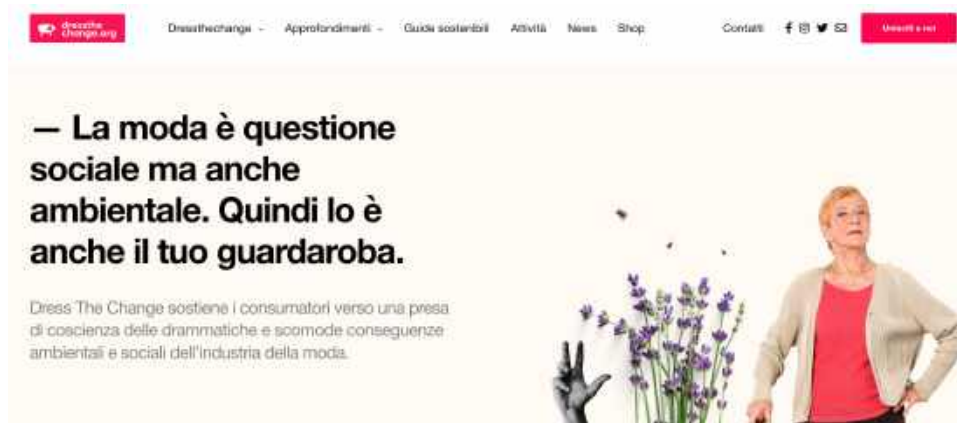 dressthe
change.org
Dressthechange
Approfondimenti
Guide sostenibili
Attività
News
Shop
Contatti
Unisciti a noi
— La moda è questione
sociale ma anche
ambientale. Quindi lo è
anche il tuo guardaroba.
Dress The Change sostiene i consumatori verso una presa
di coscienza delle drammatiche e scomode conseguenze
ambientali e sociali dell'industria della moda.